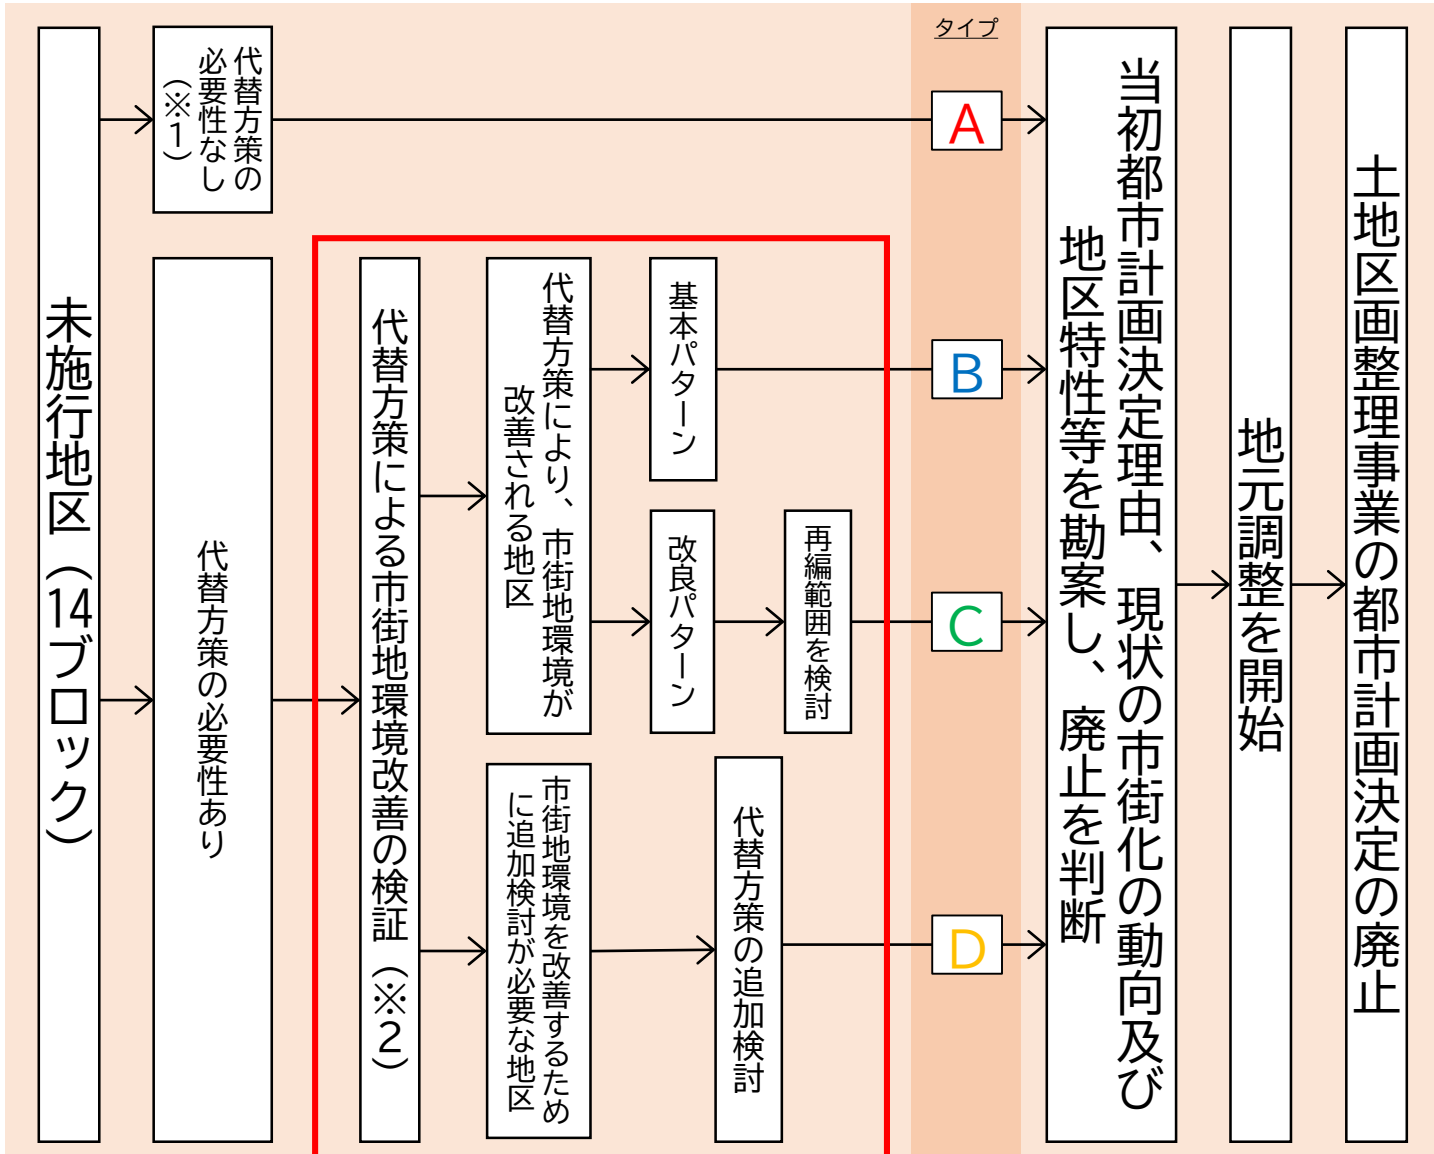 未施行地区（14ブロック）
代替方策の
必要性なし
（※1）
代替方策の必要性あり
代替方策による市街地環境改善の検証（※2）
代替方策により、市街地環境が
改善される地区
基本パターン
改良パターン
再編範囲を検討
市街地環境を改善するため
に追加検討が必要な地区
代替方策の追加検討
タイプ
A
B
C
D
当初都市計画決定理由、現状の市街化の動向及び
地区特性等を勘案し、廃止を判断
地元調整を開始
土地区画整理事業の都市計画決定の廃止